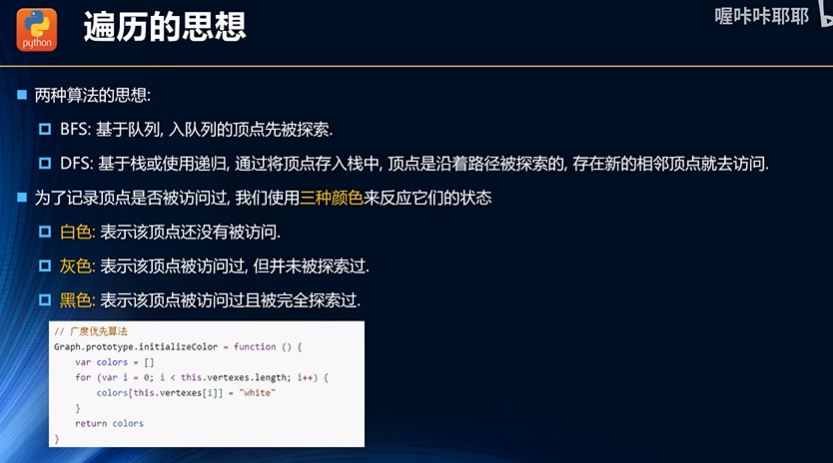 python
遍历的思想
喔咔咔耶耶
两种算法的思想:
BFS: 基于队列, 入队列的顶点先被探索.
DFS: 基于栈或使用递归, 通过将顶点存入栈中, 顶点是沿着路径被探索的, 存在新的相邻顶点就去访问.
为了记录顶点是否被访问过, 我们使用三种颜色来反应它们的状态
白色: 表示该顶点还没有被访问.
灰色: 表示该顶点被访问过, 但并未被探索过.
黑色: 表示该顶点被访问过且被完全探索过.
// 广度优先算法
Graph.prototype.initializeColor = function () {
var colors = []
for (var i = 0; i < this.vertexes.length; i++) {
colors[this.vertexes[i]] = "white"
}
return colors
}